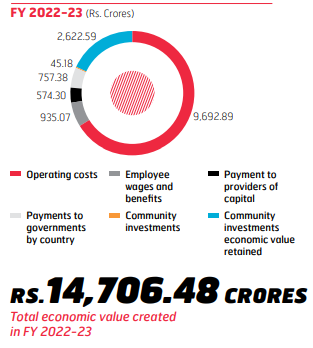 FY 2022-23 (Rs. Crores)
2,622.59
45.18
757.38
574.30
935.07
9,692.89
Operating costs
Employee
wages and
benefits
Payment to
providers of
capital
Payments to
governments
by country
Community
investments
Community
investments
economic value
retained
RS.14,706.48 CRORES
Total economic value created
in FY 2022-23